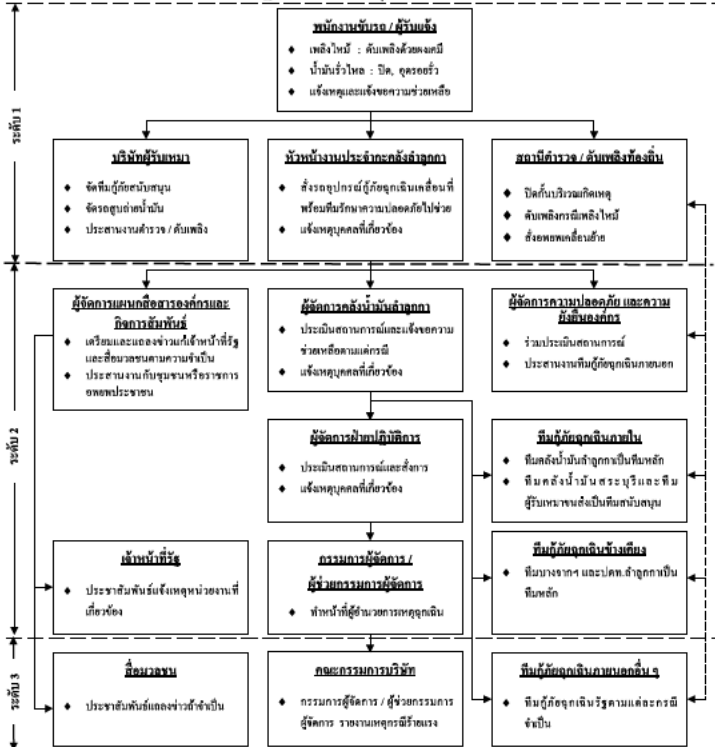 พนักงานขับรถ / ผู้รับแจ้ง
♦ เพลิงไหม้ : ดับเพลิงด้วยผงเคมี
♦ น้ำมันรั่วไหล : ปิด, อุดรอยรั่ว
♦ แจ้งเหตุและแจ้งขอความช่วยเหลือ
ระดับ 1
บริษัทผู้รับเหมา
♦ จัดทีมกู้ภัยสนับสนุน
♦ จัดรถสูบถ่ายน้ำมัน
♦ ประสานงานตำรวจ / ดับเพลิง
หัวหน้างานประจำกะคลังลำลูกกา
♦ สั่งรถอุปกรณ์กู้ภัยฉุกเฉินเคลื่อนที่
พร้อมทีมรักษาความปลอดภัยไปช่วย
♦ แจ้งเหตุบุคคลที่เกี่ยวข้อง
สถานีตำรวจ / ดับเพลิงท้องถิ่น
♦ ปิดกั้นบริเวณเกิดเหตุ
♦ ดับเพลิงกรณีเพลิงไหม้
♦ สั่งอพยพเคลื่อนย้าย
ระดับ 2
ผู้จัดการแผนกสื่อสารองค์กรและ
กิจการสัมพันธ์
♦ เตรียมและแถลงข่าวแก่เจ้าหน้าที่รัฐ
และสื่อมวลชนตามความจำเป็น
♦ ประสานงานกับชุมชนหรือราชการ
อพยพประชาชน
ผู้จัดการคลังน้ำมันลำลูกกา
♦ ประเมินสถานการณ์และแจ้งขอความ
ช่วยเหลือตามแต่กรณี
♦ แจ้งเหตุบุคคลที่เกี่ยวข้อง
ผู้จัดการความปลอดภัย และความ
ยั่งยืนองค์กร
♦ ร่วมประเมินสถานการณ์
♦ ประสานงานทีมกู้ภัยฉุกเฉินภายนอก
ผู้จัดการฝ่ายปฏิบัติการ
♦ ประเมินสถานการณ์และสั่งการ
♦ แจ้งเหตุบุคคลที่เกี่ยวข้อง
ทีมกู้ภัยฉุกเฉินภายใน
♦ ทีมคลังน้ำมันลำลูกกาเป็นทีมหลัก
♦ ทีมคลังน้ำมันสระบุรีและทีม
ผู้รับเหมาขนส่งเป็นทีมสนับสนุน
เจ้าหน้าที่รัฐ
♦ ประชาสัมพันธ์แจ้งเหตุหน่วยงานที่
เกี่ยวข้อง
กรรมการผู้จัดการ /
ผู้ช่วยกรรมการผู้จัดการ
♦ ทำหน้าที่ผู้อำนวยการเหตุฉุกเฉิน
ทีมกู้ภัยฉุกเฉินข้างเคียง
♦ ทีมบางจากฯ และปตท.ลำลูกกาเป็น
ทีมหลัก
ระดับ 3
สื่อมวลชน
♦ ประชาสัมพันธ์แถลงข่าวถ้าจำเป็น
คณะกรรมการบริษัท
♦ กรรมการผู้จัดการ / ผู้ช่วยกรรมการ
ผู้จัดการ รายงานเหตุกรณีร้ายแรง
ทีมกู้ภัยฉุกเฉินภายนอกอื่น ๆ
♦ ทีมกู้ภัยฉุกเฉินรัฐตามแต่ละกรณี
จำเป็น